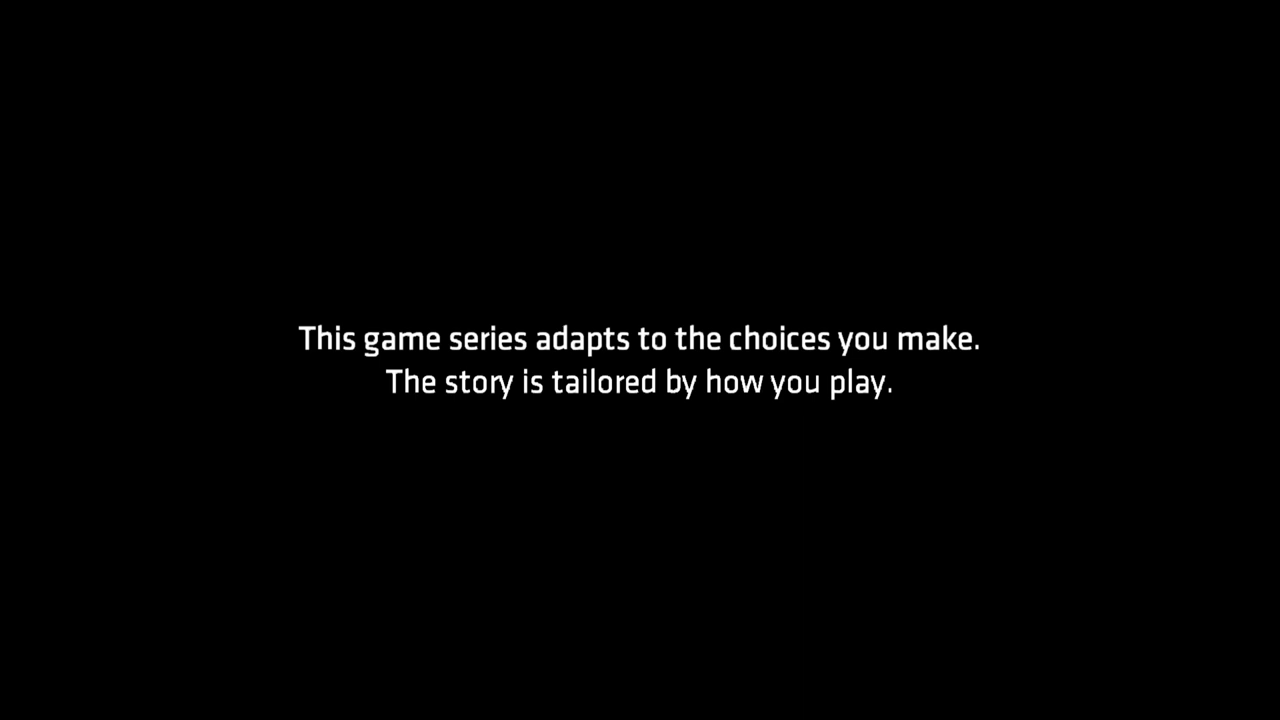 This game series adapts to the choices you make.
The story is tailored by how you play.